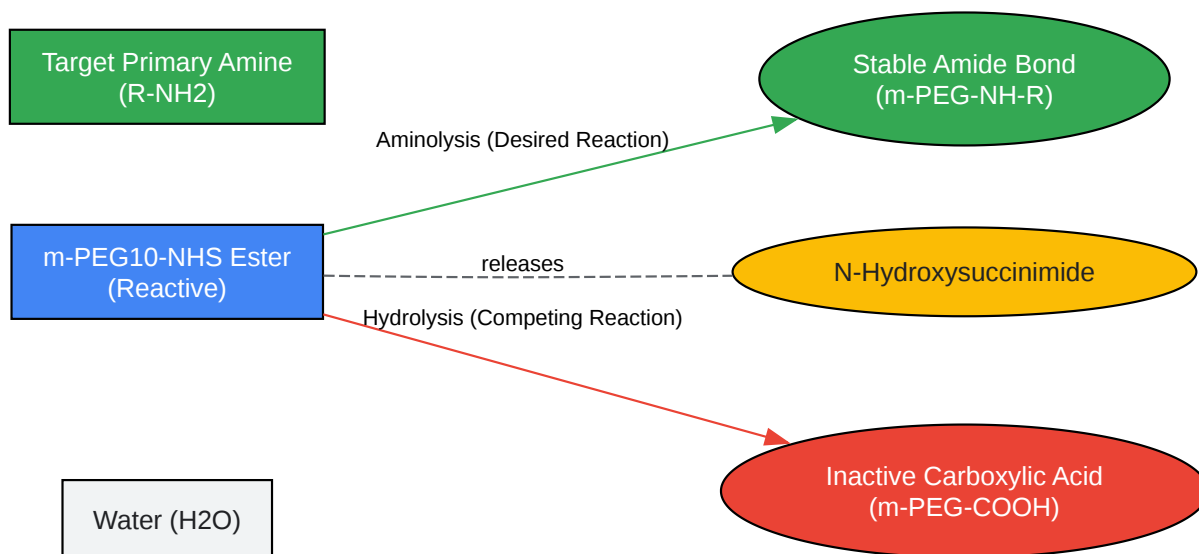 Target Primary Amine
(R-NH2)
Stable Amide Bond
(m-PEG-NH-R)
Aminolysis (Desired Reaction)
m-PEG10-NHS Ester
(Reactive)
releases
N-Hydroxysuccinimide
Hydrolysis (Competing Reaction)
Inactive Carboxylic Acid
(m-PEG-COOH)
Water (H2O)